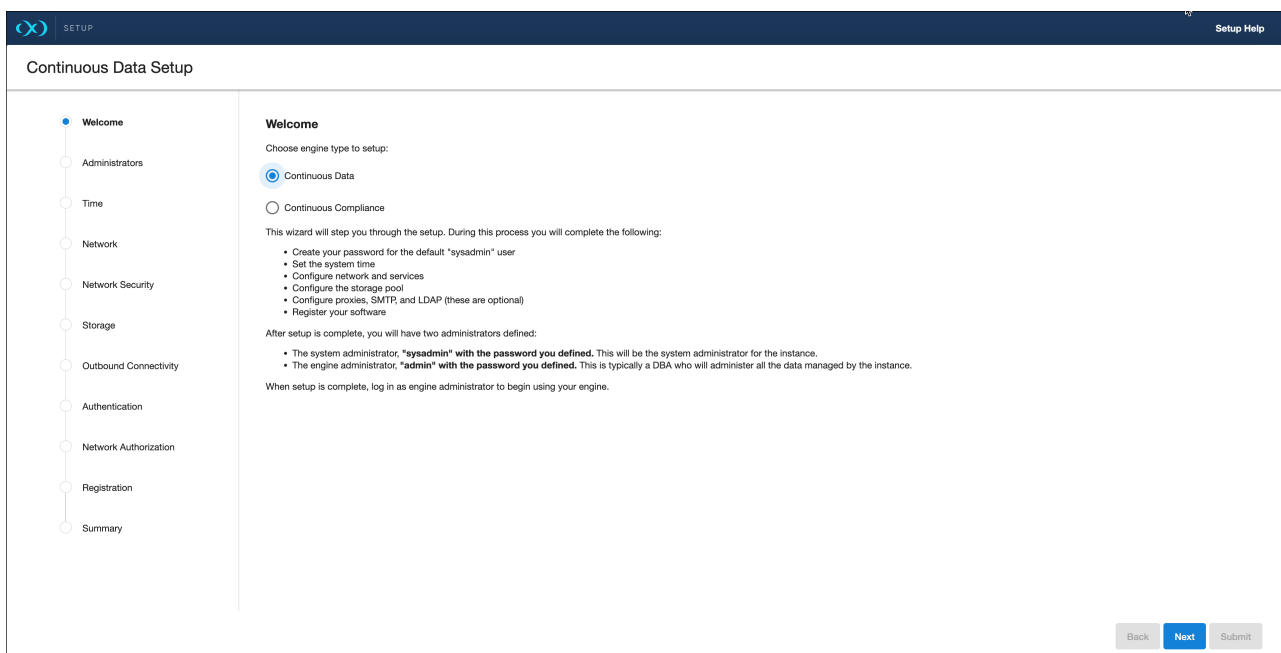 SETUP
Setup Help
Continuous Data Setup
Welcome
Administrators
Time
Network
Network Security
Storage
Outbound Connectivity
Authentication
Network Authorization
Registration
Summary
Welcome
Choose engine type to setup:
Continuous Data
Continuous Compliance
This wizard will step you through the setup. During this process you will complete the following:
• Create your password for the default "sysadmin" user
• Set the system time
• Configure network and services
• Configure the storage pool
• Configure proxies, SMTP, and LDAP (these are optional)
• Register your software
After setup is complete, you will have two administrators defined:
• The system administrator, "sysadmin" with the password you defined. This will be the system administrator for the instance.
• The engine administrator, "admin" with the password you defined. This is typically a DBA who will administer all the data managed by the instance.
When setup is complete, log in as engine administrator to begin using your engine.
Back
Next
Submit